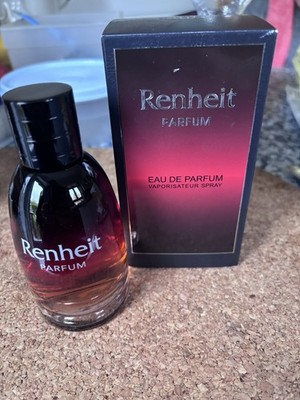 Renheit
PARFUM
EAU DE PARFUM
VAPORISATEUR SPRAY
Renheit
PARFUM